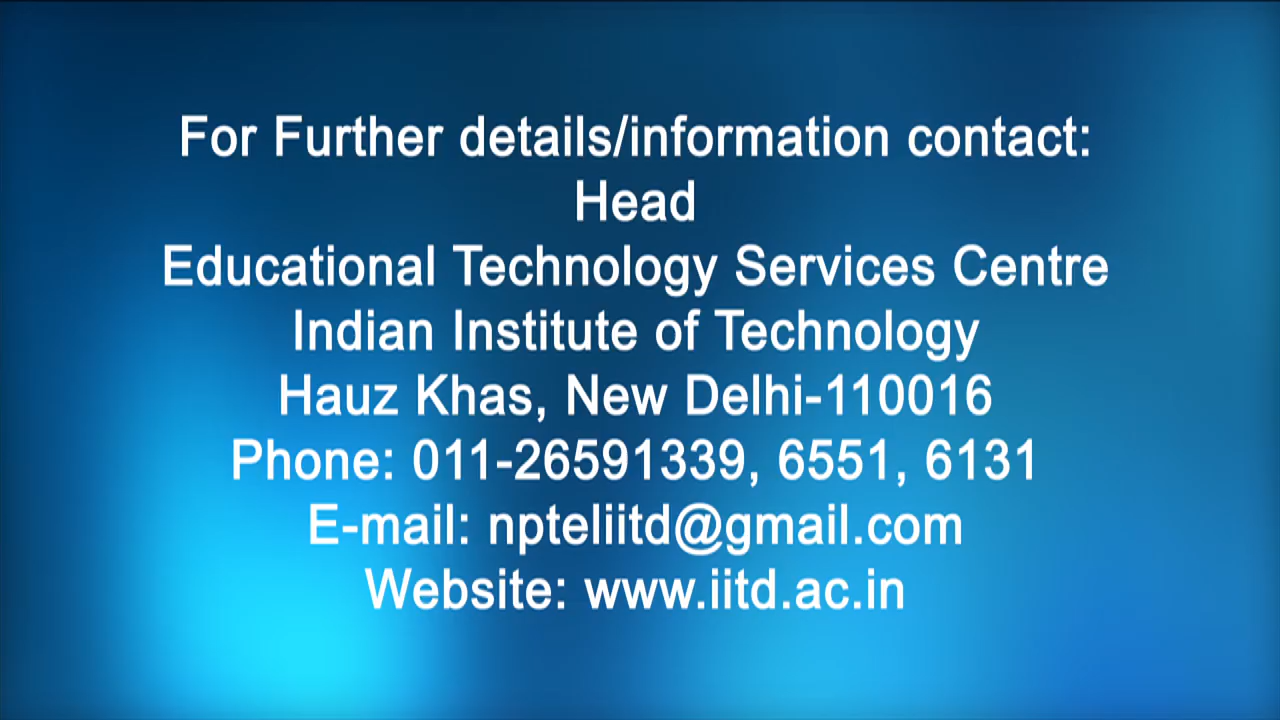 For Further details/information contact:
Head
Educational Technology Services Centre
Indian Institute of Technology
Hauz Khas, New Delhi-110016
Phone: 011-26591339, 6551, 6131
E-mail: npteliitd@gmail.com
Website: www.iitd.ac.in